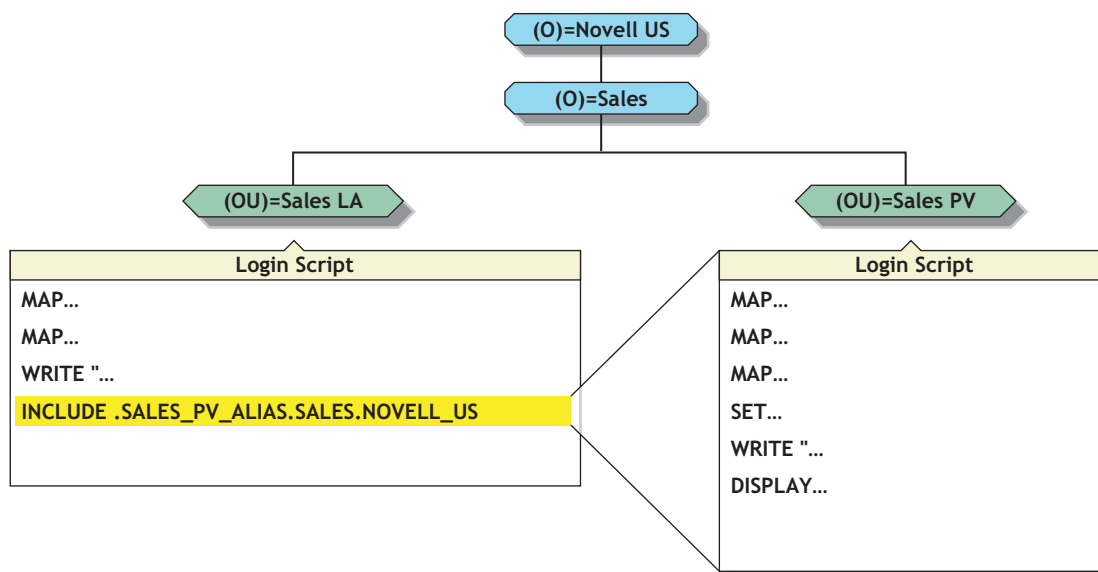 (O)=Novell US
(O)=Sales
(OU)=Sales LA
(OU)=Sales PV
Login Script
MAP...
MAP...
WRITE "...
INCLUDE .SALES_PV_ALIAS.SALES.NOVELL_US
Login Script
MAP...
MAP...
MAP...
SET...
WRITE "...
DISPLAY...